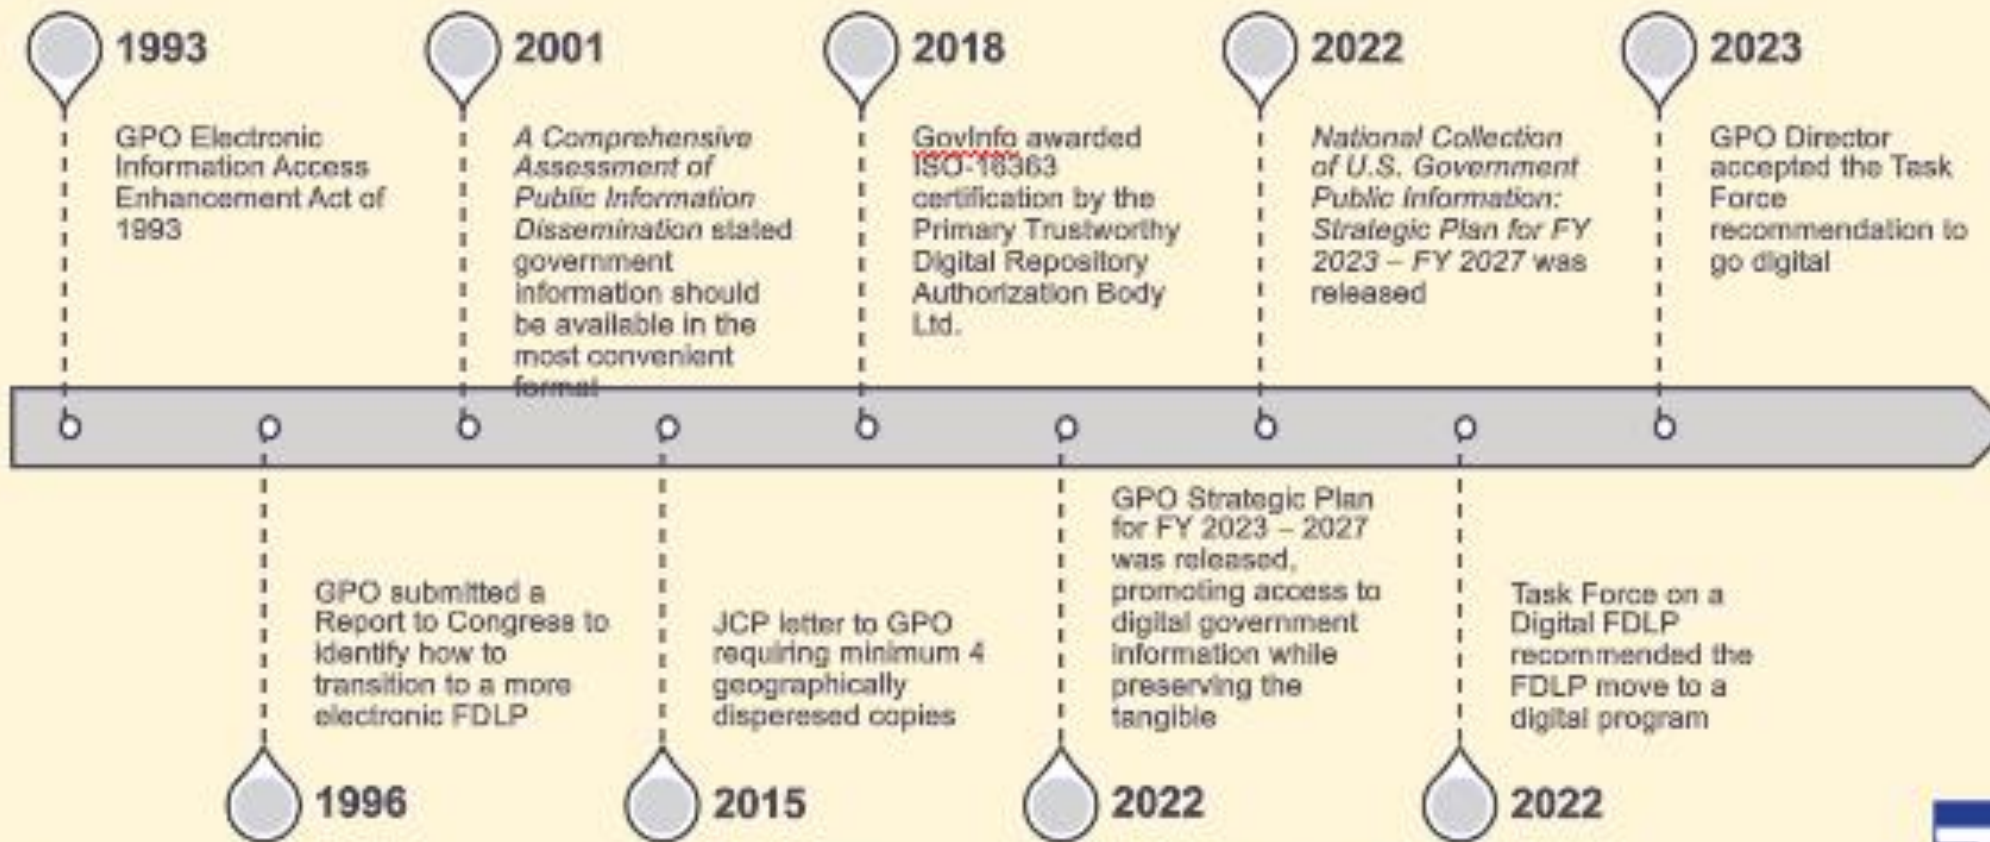 1993
GPO Electronic
Information Access
Enhancement Act of
1993
1996
GPO submitted a
Report to Congress to
identify how to
transition to a more
electronic FDLP
2001
A Comprehensive
Assessment of
Public Information
Dissemination stated
government
information should
be available in the
most convenient
format
2015
JCP letter to GPO
requiring minimum 4
geographically
disperesed copies
2018
GovInfo awarded
ISO-16363
certification by the
Primary Trustworthy
Digital Repository
Authorization Body
Ltd.
2022
GPO Strategic Plan
for FY 2023 – 2027
was released,
promoting access to
digital government
information while
preserving the
tangible
2022
National Collection
of U.S. Government
Public Information:
Strategic Plan for FY
2023 – FY 2027 was
released
2022
Task Force on a
Digital FDLP
recommended the
FDLP move to a
digital program
2023
GPO Director
accepted the Task
Force
recommendation to
go digital